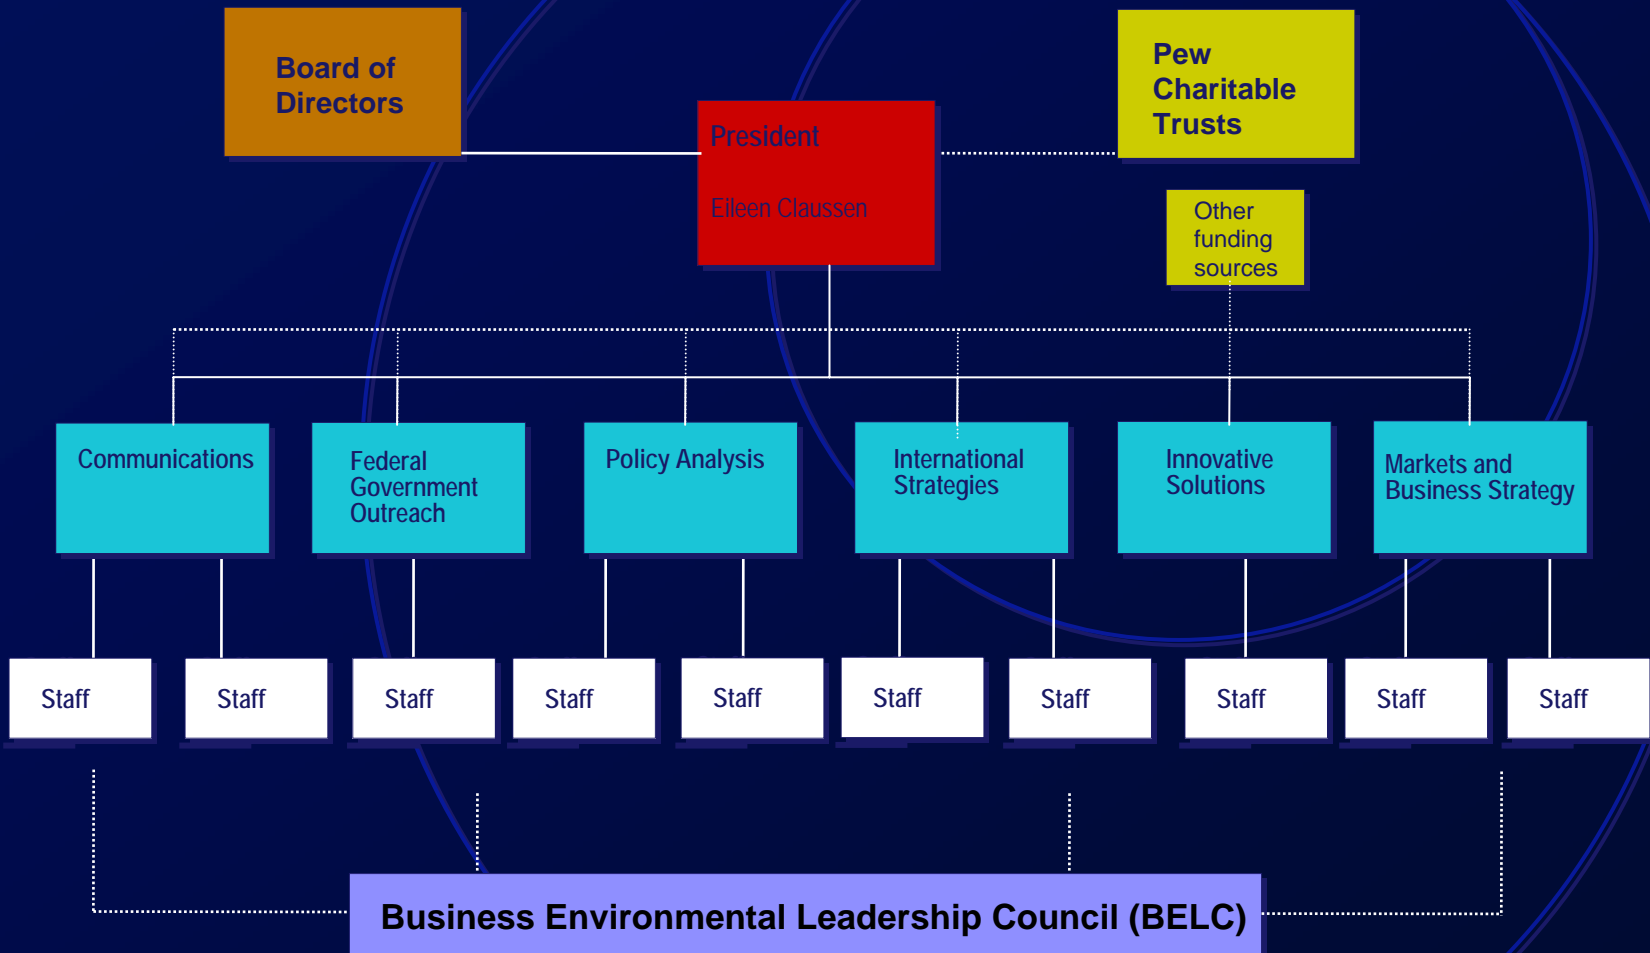 Board of
Directors
Pew
Charitable
Trusts
President
Eileen Claussen
Other
funding
sources
Communications
Federal
Government
Outreach
Policy Analysis
International
Strategies
Innovative
Solutions
Markets and
Business Strategy
Staff
Staff
Staff
Staff
Staff
Staff
Staff
Staff
Staff
Staff
Business Environmental Leadership Council (BELC)